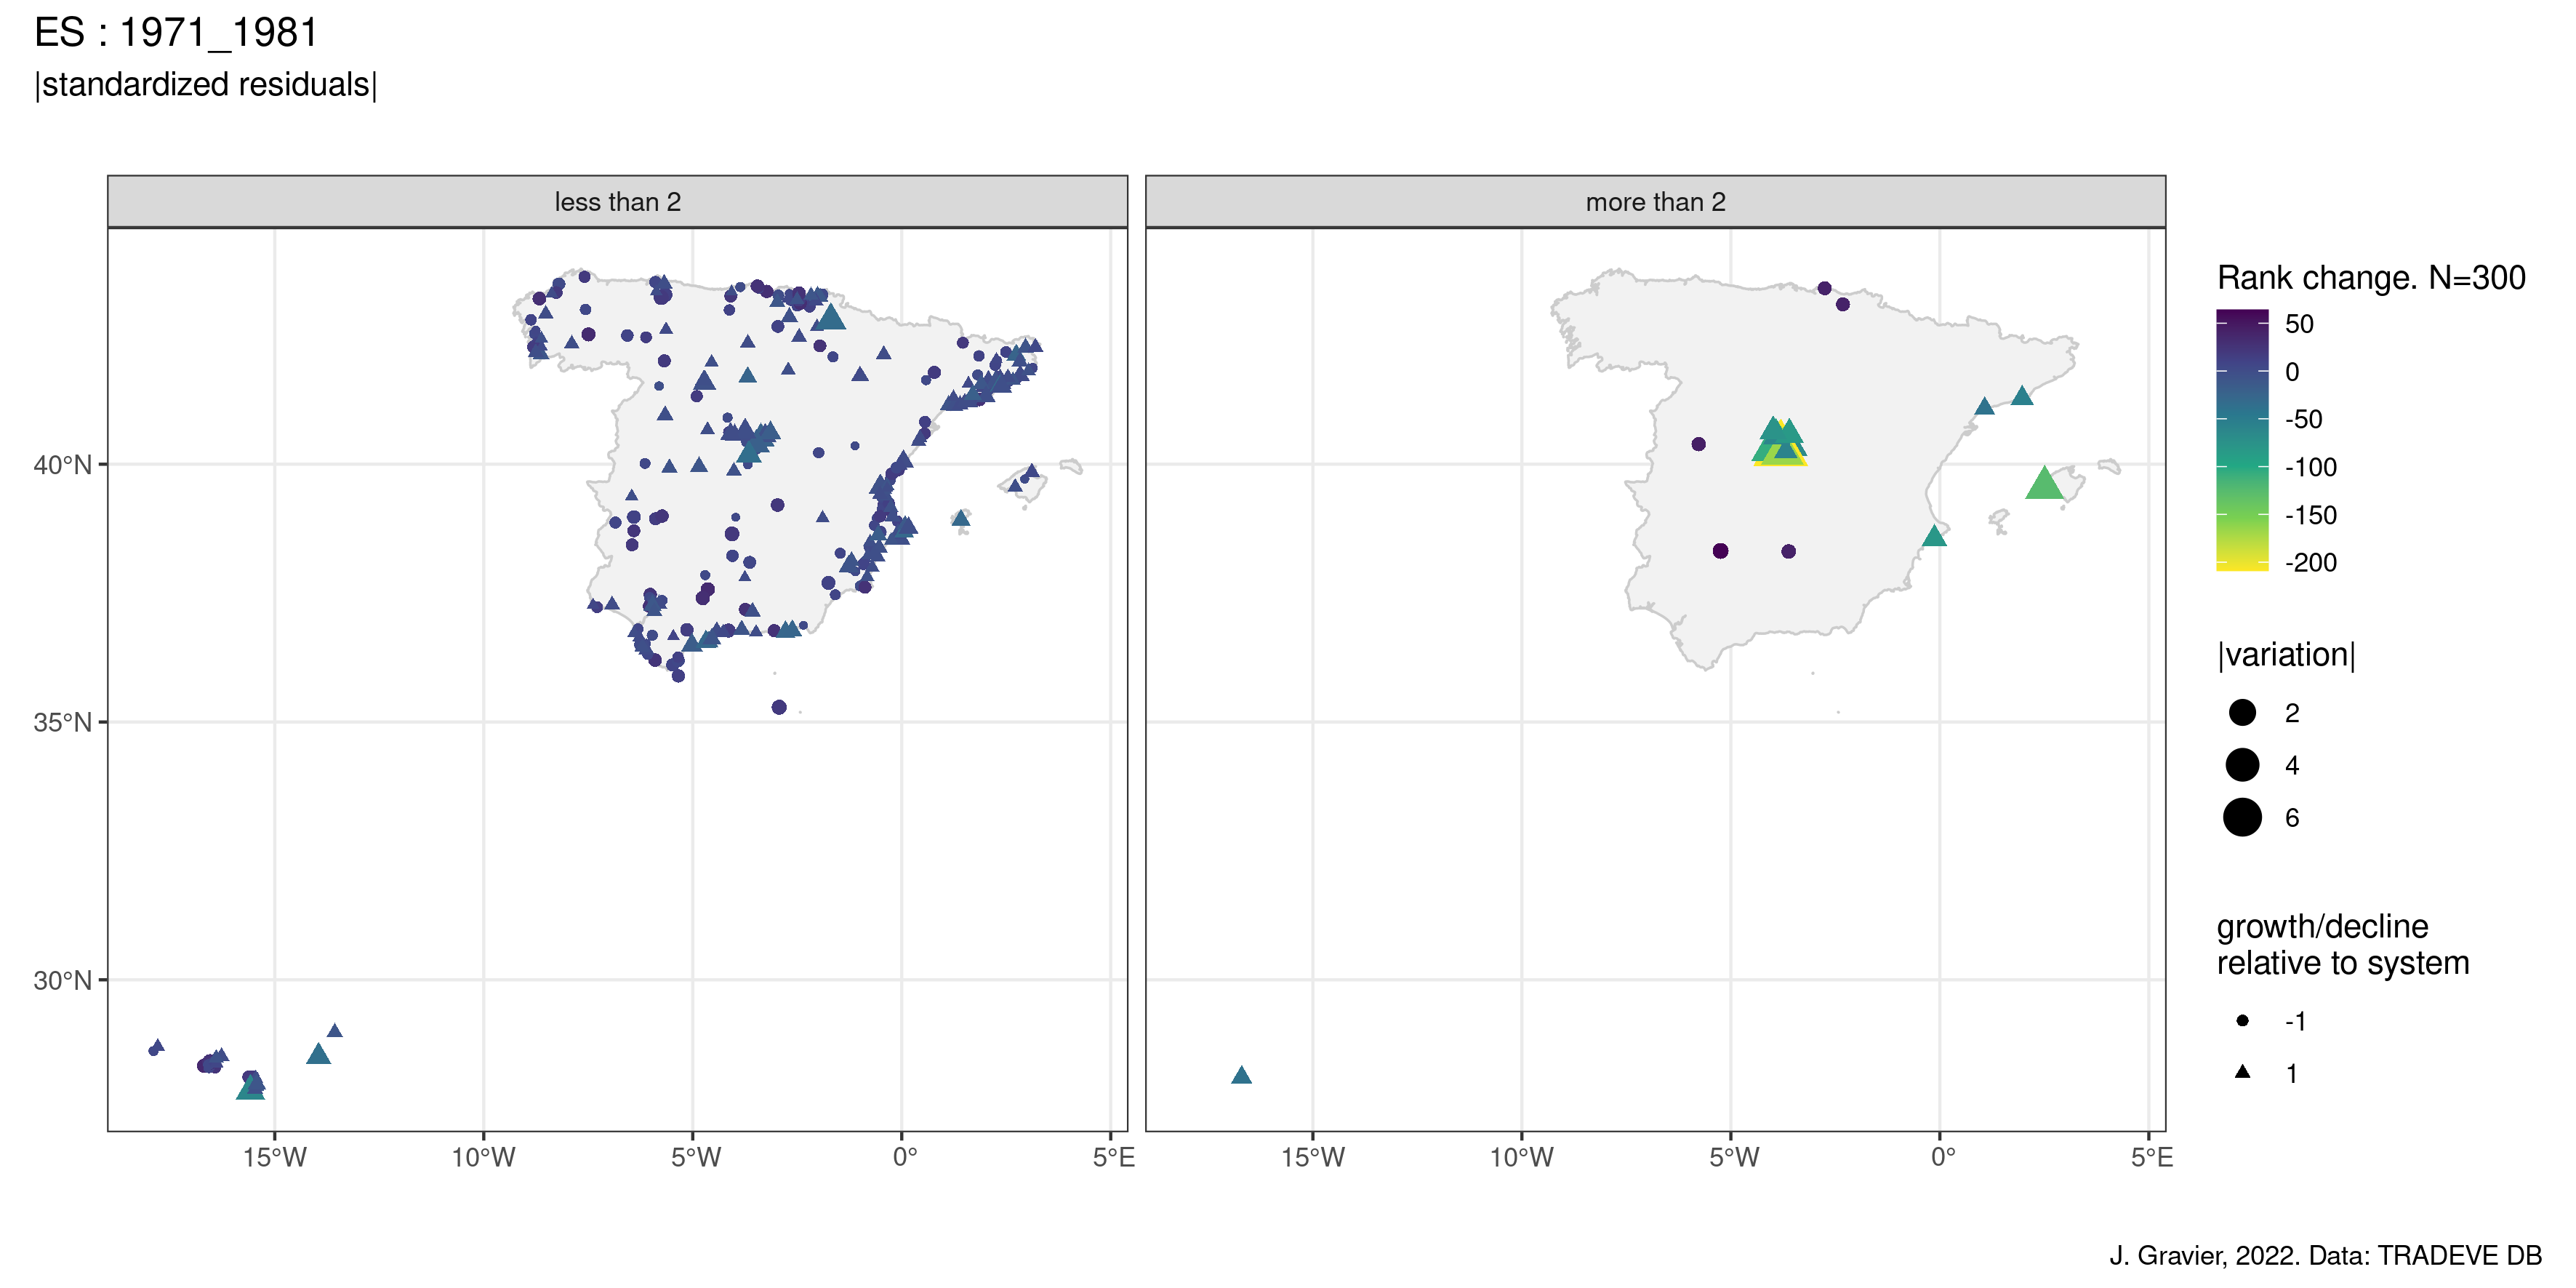 ES : 1971_1981
|standardized residuals|
less than 2
more than 2
40°N
35°N
30°N
15°W
10°W
5°W
0°
5°E
15°W
10°W
5°W
0°
5°E
Rank change. N=300
50
0
-50
-100
-150
-200
|variation|
2
4
6
growth/decline
relative to system
-1
1
J. Gravier, 2022. Data: TRADEVE DB